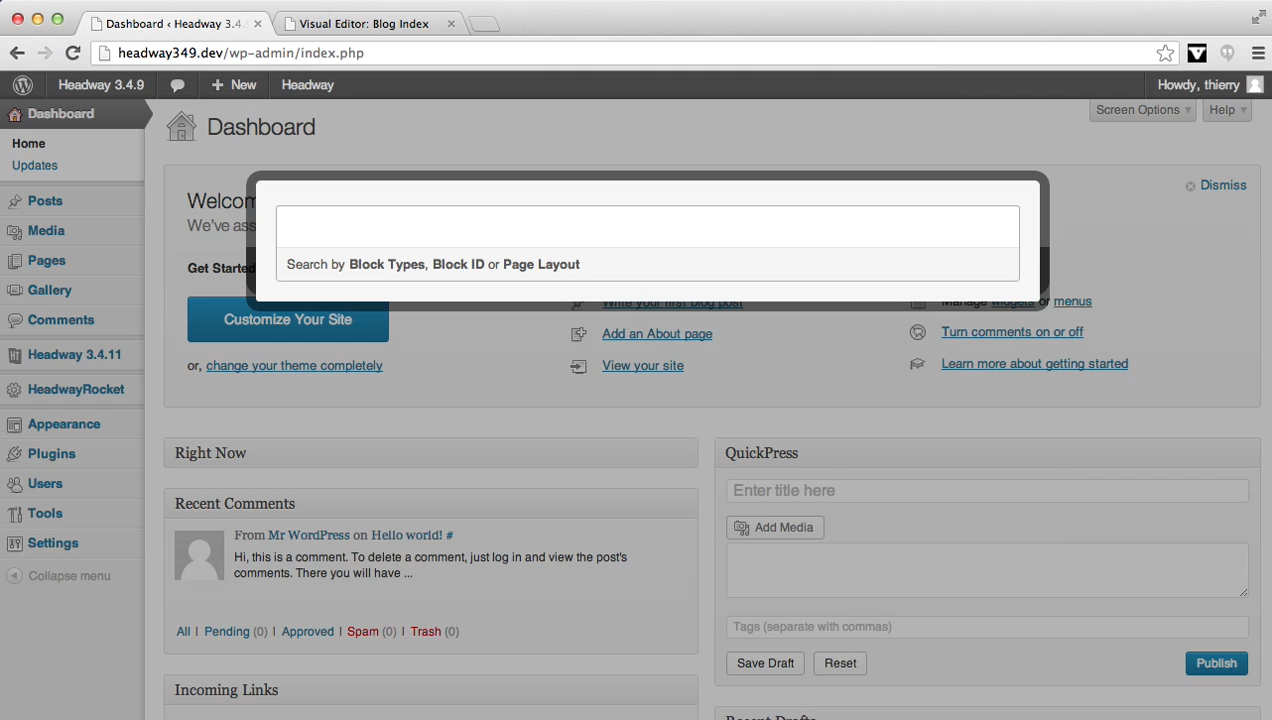 Dashboard ‹ Headway 3.4.
Visual Editor: Blog Index
headway349.dev/wp-admin/index.php
Headway 3.4.9
New
Headway
Howdy, thierry
Dashboard
Home
Updates
Posts
Media
Pages
Gallery
Comments
Headway 3.4.11
HeadwayRocket
Appearance
Plugins
Users
Tools
Settings
Collapse menu
Dashboard
Screen Options
Help
Welcom
We've ass
Dismiss
Search by Block Types, Block ID or Page Layout
Get Started
Customize Your Site
or, change your theme completely
Write your first blog post
Add an About page
View your site
Manage widgets or menus
Turn comments on or off
Learn more about getting started
Right Now
Recent Comments
From Mr WordPress on Hello world! #
Hi, this is a comment. To delete a comment, just log in and view the post's
comments. There you will have ...
All | Pending (0) | Approved | Spam (0) | Trash (0)
Incoming Links
QuickPress
Enter title here
Add Media
Tags (separate with commas)
Save Draft
Reset
Publish
Recent Drafts